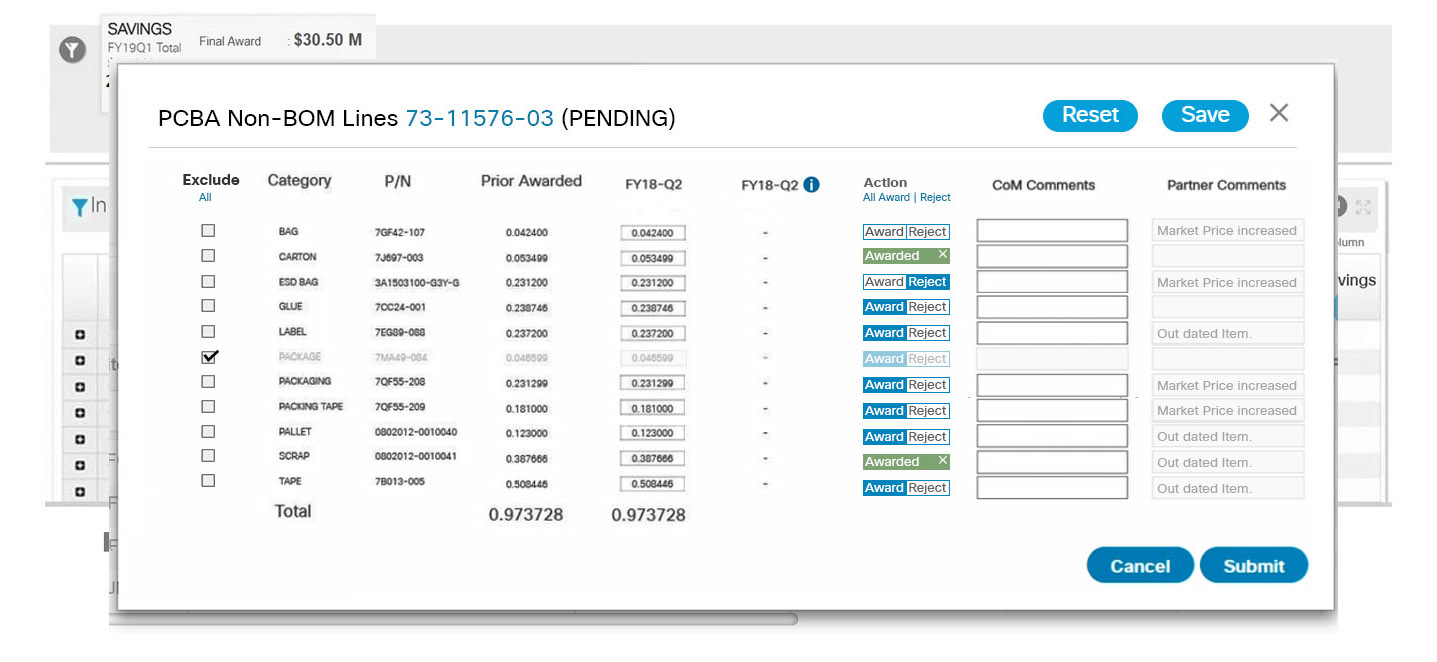 SAVINGS
FY19Q1 Total Final Award : $30.50 M
PCBA Non-BOM Lines 73-11576-03 (PENDING) Reset Save
In
Exclude Category P/N Prior Awarded FY18-Q2 FY18-Q2 Action CoM Comments Partner Comments
All All Award | Reject
BAG 7GF42-107 0.042400 0.042400 - Award Reject Market Price increased
CARTON 7J697-003 0.053499 0.053499 - Awarded
ESD BAG 3A1503100-G3Y-G 0.231200 0.231200 - Award Reject Market Price increased
vings
GLUE 7CC24-001 0.238746 0.238746 - Award Reject
LABEL 7EG89-088 0.237200 0.237200 - Award Reject Out dated Item.
PACKAGE 7MA49-084 0.046599 0.046599 - Award Reject
PACKAGING 7QF55-208 0.231299 0.231299 - Award Reject Market Price increased
PACKING TAPE 7QF55-209 0.181000 0.181000 - Award Reject Market Price increased
PALLET 0802012-0010040 0.123000 0.123000 - Award Reject Out dated Item.
SCRAP 0802012-0010041 0.387666 0.387666 - Awarded Out dated Item.
TAPE 7B013-005 0.508446 0.508446 - Award Reject Out dated Item.
Total 0.973728 0.973728
Cancel Submit